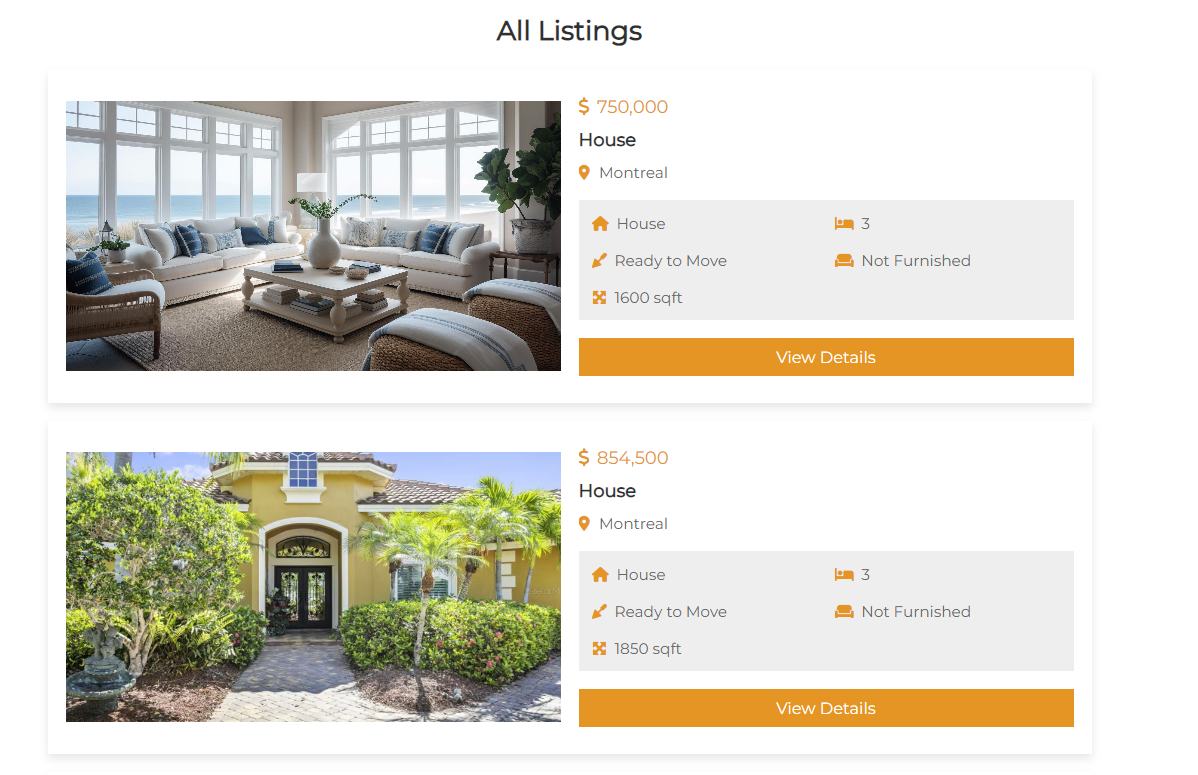 All Listings
$ 750,000
House
Montreal
House 3
Ready to Move Not Furnished
1600 sqft
View Details
$ 854,500
House
Montreal
House 3
Ready to Move Not Furnished
1850 sqft
View Details